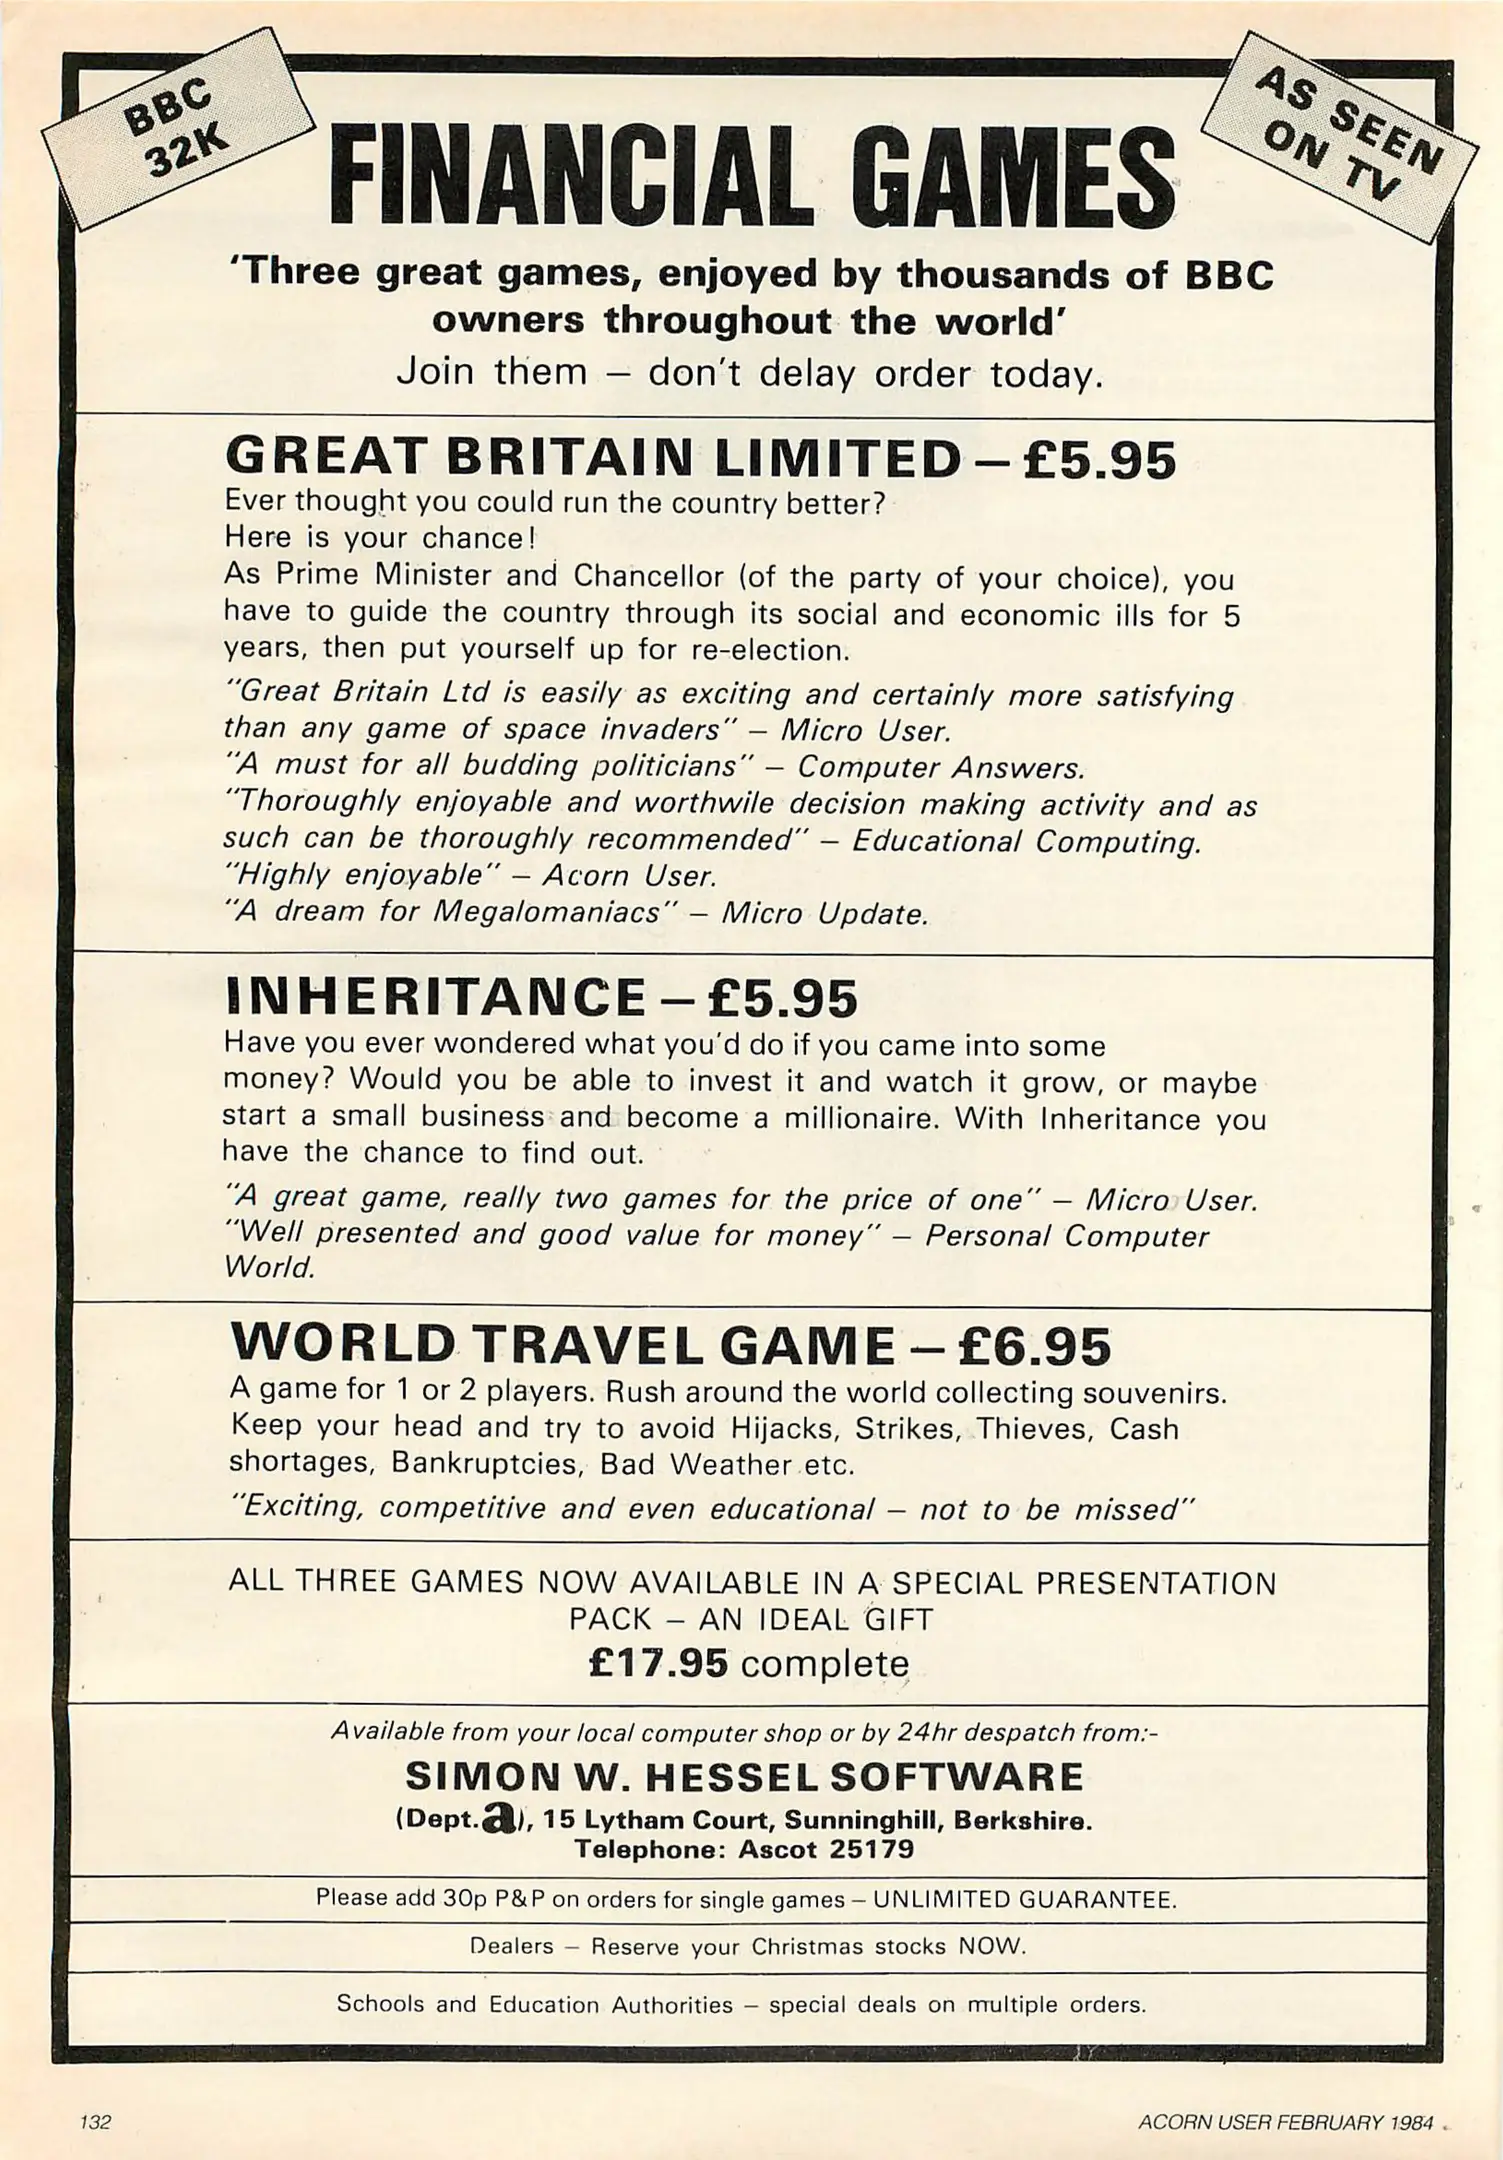 BBC
32K
AS SEEN
ON TV
FINANCIAL GAMES
‘Three great games, enjoyed by thousands of BBC
owners throughout the world’
Join them – don't delay order today.
GREAT BRITAIN LIMITED – £5.95
Ever thought you could run the country better?
Here is your chance!
As Prime Minister and Chancellor (of the party of your choice), you
have to guide the country through its social and economic ills for 5
years, then put yourself up for re-election.
"Great Britain Ltd is easily as exciting and certainly more satisfying
than any game of space invaders" – Micro User.
"A must for all budding politicians" – Computer Answers.
"Thoroughly enjoyable and worthwile decision making activity and as
such can be thoroughly recommended" – Educational Computing.
"Highly enjoyable" – Acorn User.
"A dream for Megalomaniacs" – Micro Update.
INHERITANCE – £5.95
Have you ever wondered what you'd do if you came into some
money? Would you be able to invest it and watch it grow, or maybe
start a small business and become a millionaire. With Inheritance you
have the chance to find out.
"A great game, really two games for the price of one" – Micro User.
"Well presented and good value for money" – Personal Computer
World.
WORLD TRAVEL GAME – £6.95
A game for 1 or 2 players. Rush around the world collecting souvenirs.
Keep your head and try to avoid Hijacks, Strikes, Thieves, Cash
shortages, Bankruptcies, Bad Weather etc.
"Exciting, competitive and even educational – not to be missed"
ALL THREE GAMES NOW AVAILABLE IN A SPECIAL PRESENTATION
PACK – AN IDEAL GIFT
£17.95 complete
Available from your local computer shop or by 24hr despatch from:-
SIMON W. HESSEL SOFTWARE
(Dept.a), 15 Lytham Court, Sunninghill, Berkshire.
Telephone: Ascot 25179
Please add 30p P&P on orders for single games – UNLIMITED GUARANTEE.
Dealers – Reserve your Christmas stocks NOW.
Schools and Education Authorities – special deals on multiple orders.
132
ACORN USER FEBRUARY 1984